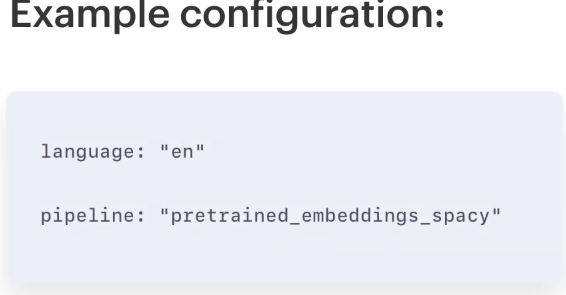 Example configuration:
language: "en"
pipeline: "pretrained_embeddings_spacy"